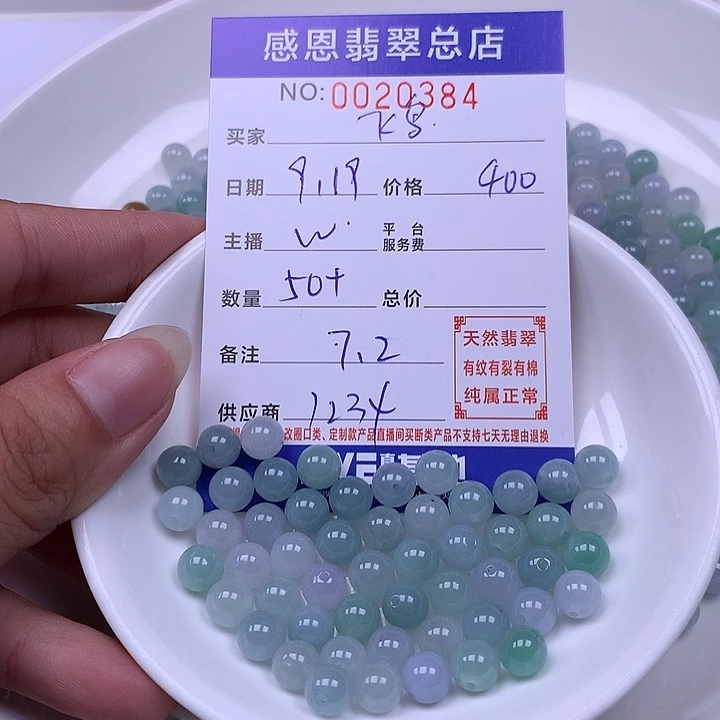 感恩翡翠总店
NO: 0020384
买家 飞宫
日期 9.19 价格 400
主播 W 平台服务费
数量 50+ 总价
备注 7.2
天然翡翠
有纹有裂有棉
纯属正常
供应商 1234
改圈口类、定制款产品直播间买断类产品不支持七天无理由退换